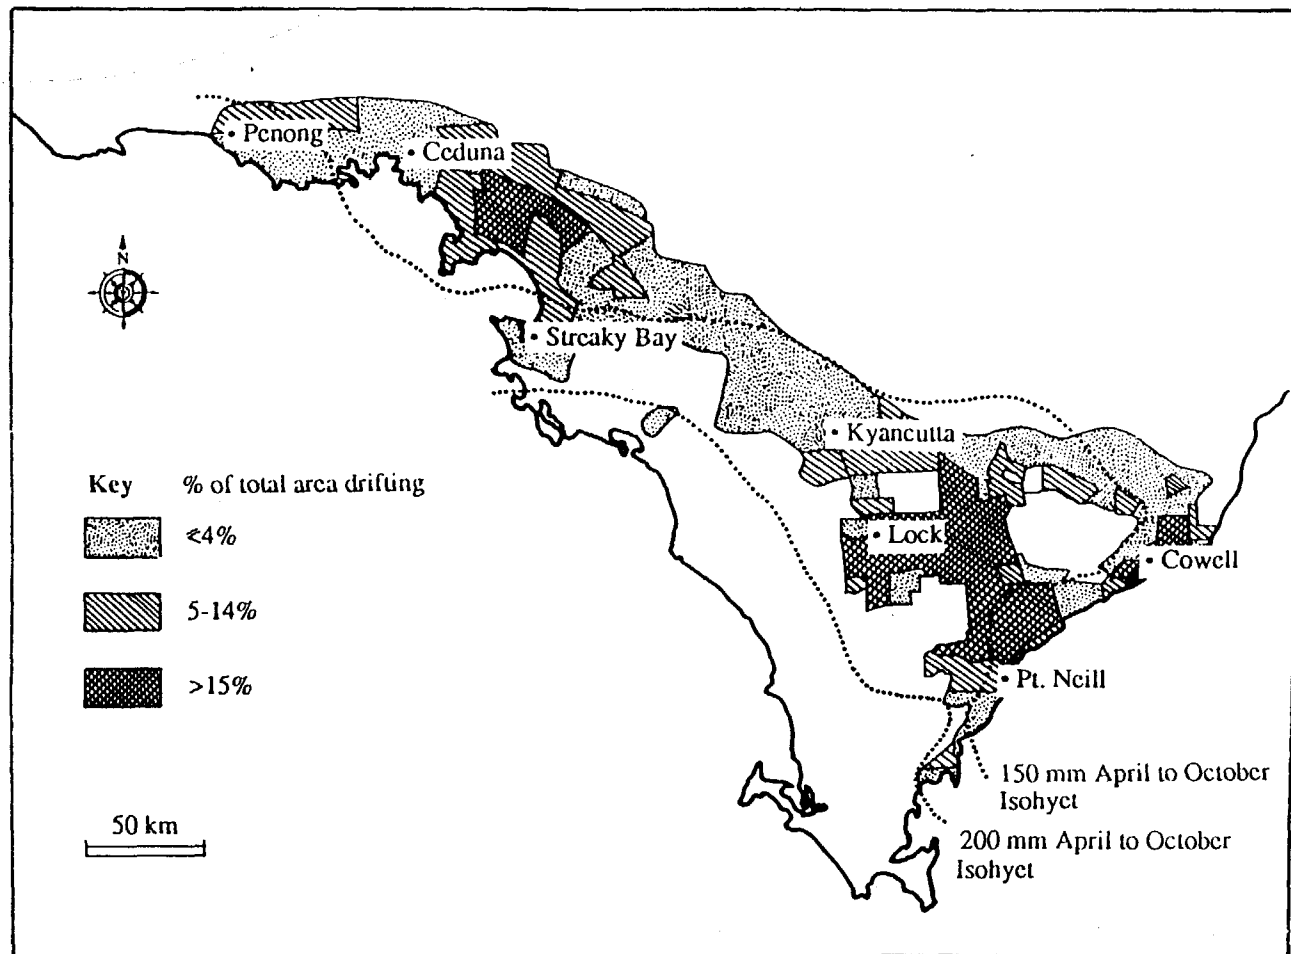 Penong
Ceduna
N
Streaky Bay
Kyancutta
Key % of total area drifting
≤4%
Lock
Cowell
5-14%
>15%
Pt. Neill
150 mm April to October
Isohyet
50 km
200 mm April to October
Isohyet